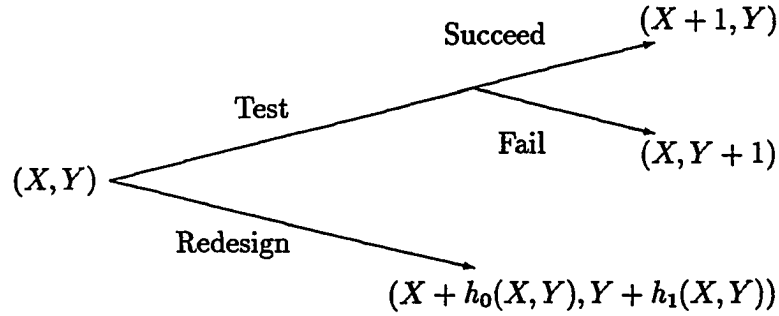 (X + 1, Y)
Succeed
Test
Fail
(X, Y + 1)
(X, Y)
Redesign
(X + h₀(X, Y), Y + h₁(X, Y))